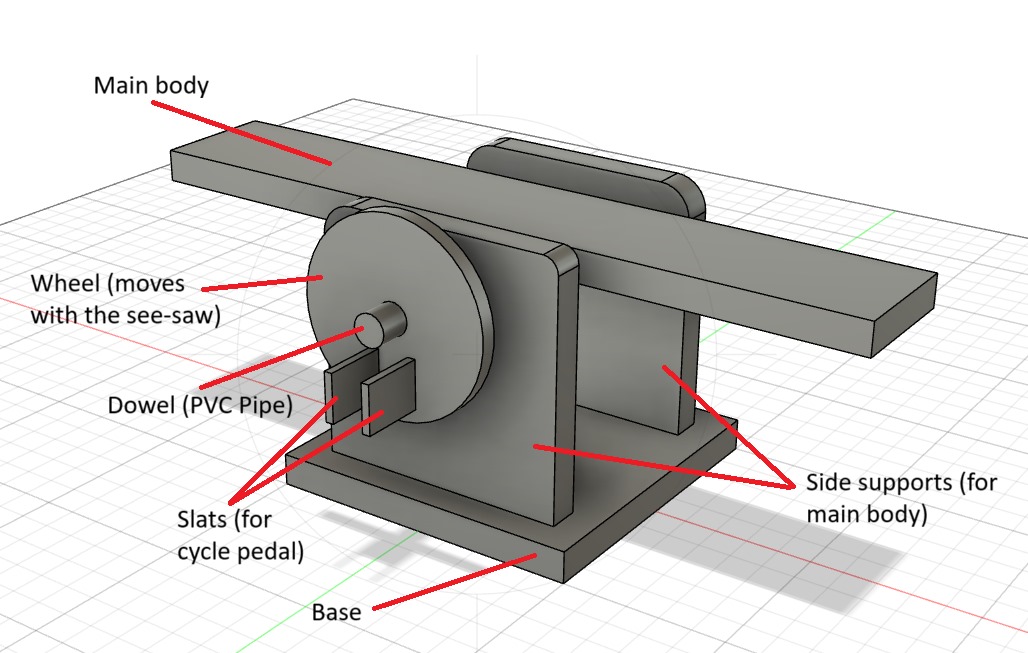 Main body
Wheel (moves
with the see-saw)
Dowel (PVC Pipe)
Slats (for
cycle pedal)
Side supports (for
main body)
Base